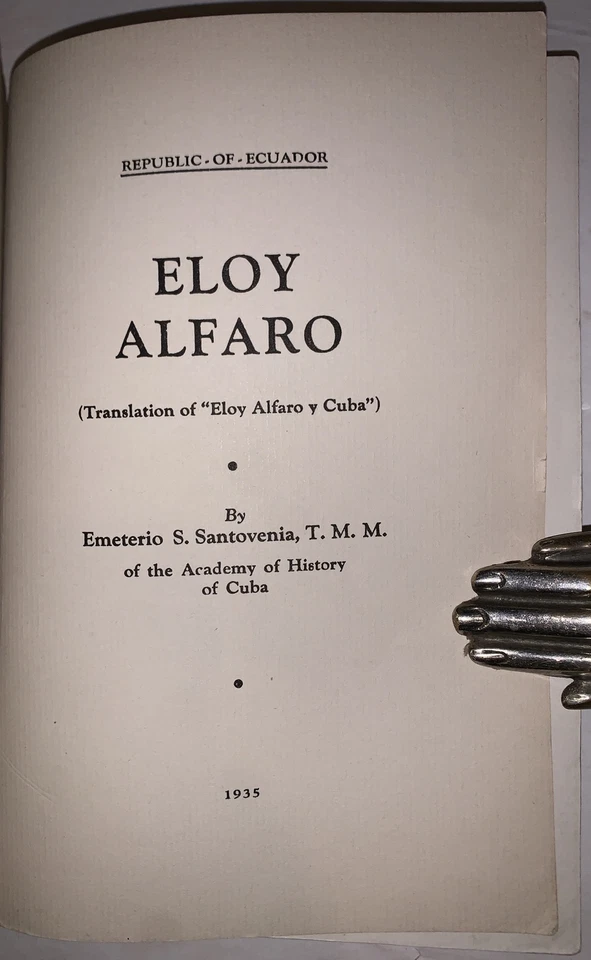 REPUBLIC - OF - ECUADOR
ELOY
ALFARO
(Translation of "Eloy Alfaro y Cuba")
By
Emeterio S. Santovenia, T. M. M.
of the Academy of History
of Cuba
1935